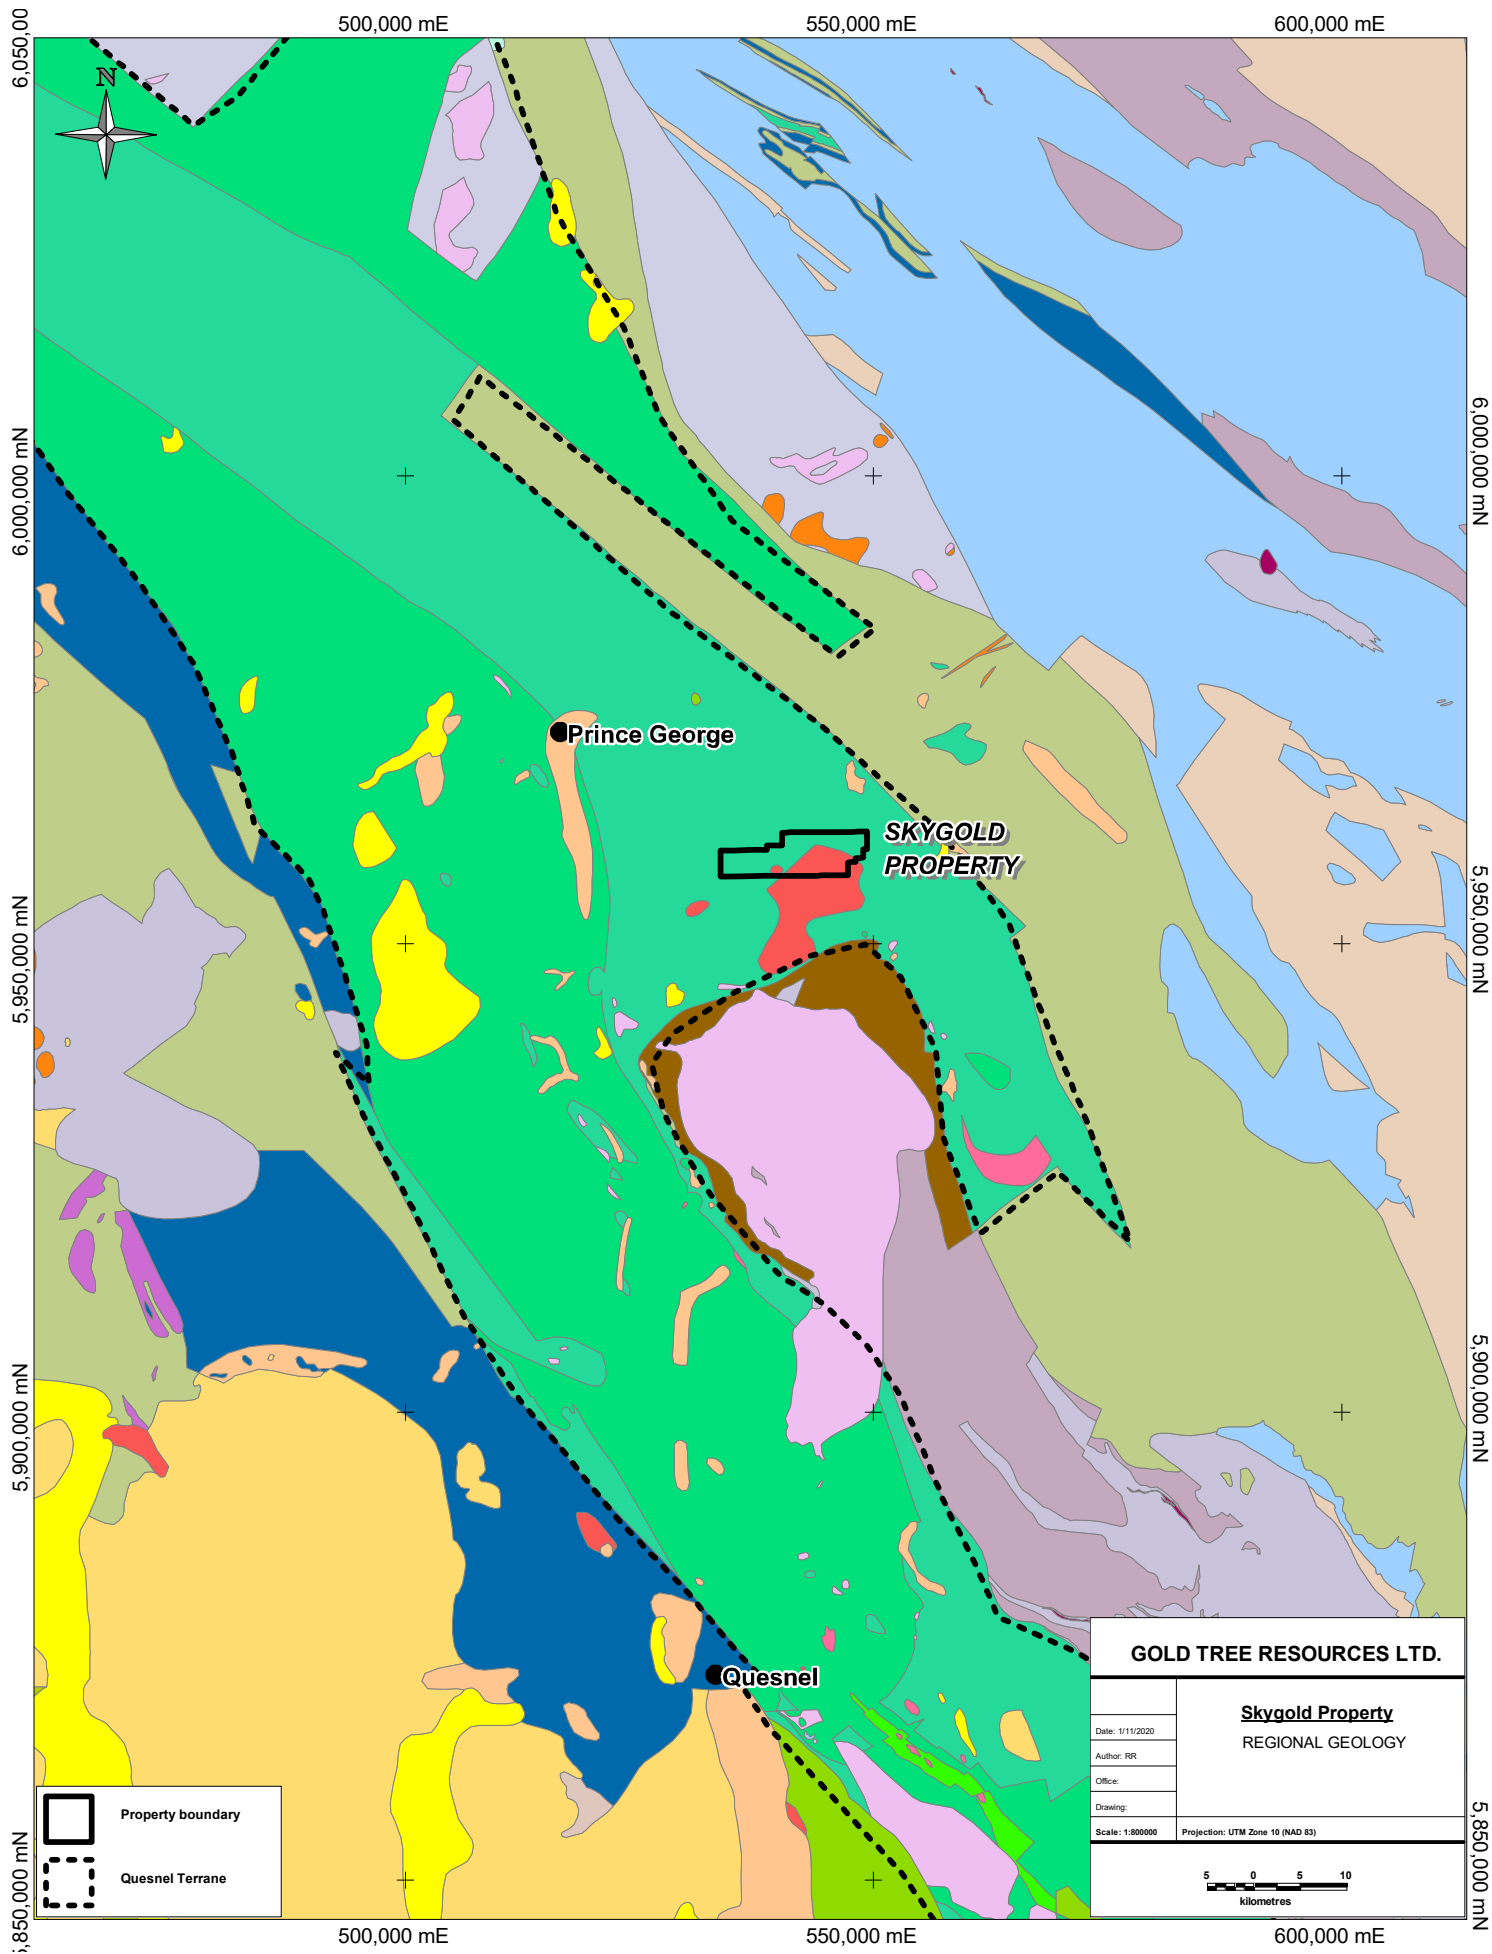 500,000 mE
550,000 mE
600,000 mE
6,050,00
N
6,000,000 mN
6,000,000 mN
Prince George
SKYGOLD
PROPERTY
5,950,000 mN
5,950,000 mN
5,900,000 mN
5,900,000 mN
Quesnel
GOLD TREE RESOURCES LTD.
Skygold Property
REGIONAL GEOLOGY
Date: 1/11/2020
Author: RR
Office:
Drawing:
Scale: 1:800000
Projection: UTM Zone 10 (NAD 83)
5 0 5 10
kilometres
Property boundary
Quesnel Terrane
5,850,000 mN
5,850,000 mN
500,000 mE
550,000 mE
600,000 mE